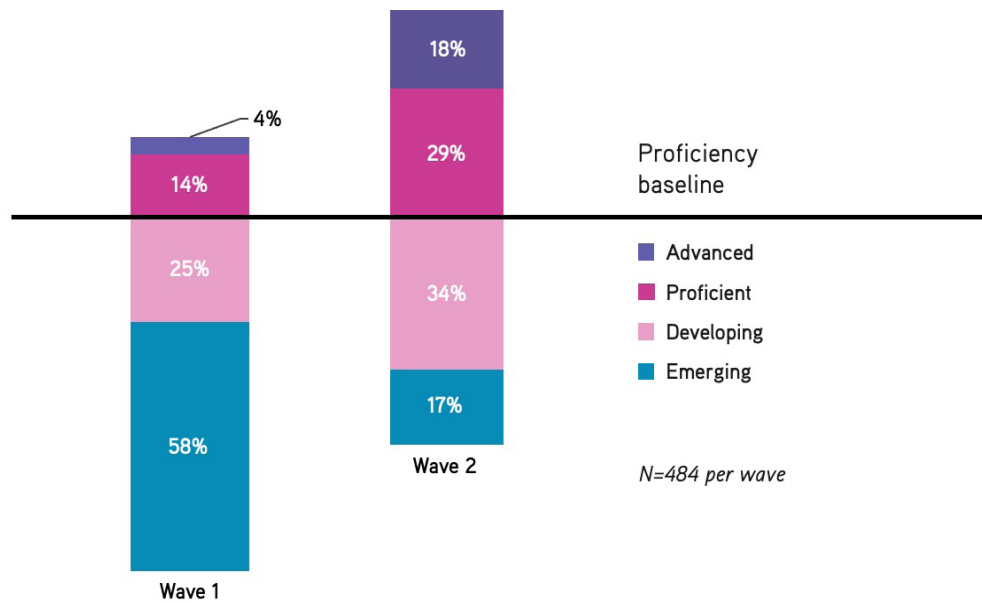 18%
4%
29%
14%
Proficiency
baseline
25%
34%
58%
17%
Advanced
Proficient
Developing
Emerging
Wave 2
N=484 per wave
Wave 1